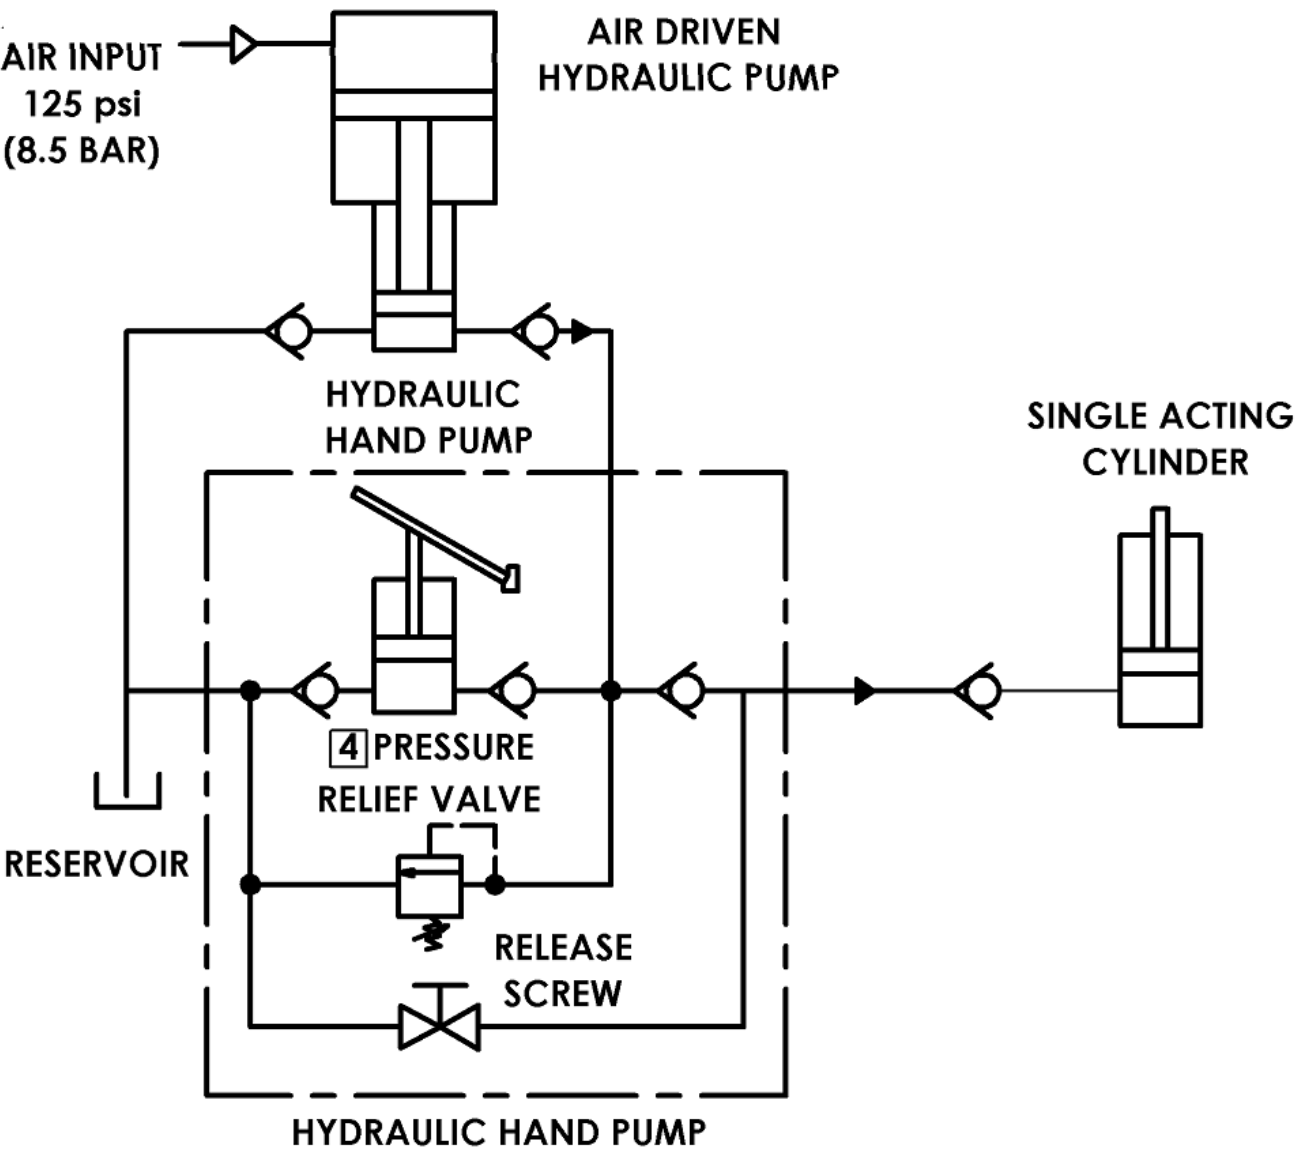 AIR INPUT
125 psi
(8.5 BAR)
AIR DRIVEN
HYDRAULIC PUMP
HYDRAULIC
HAND PUMP
SINGLE ACTING
CYLINDER
4 PRESSURE
RELIEF VALVE
RESERVOIR
RELEASE
SCREW
HYDRAULIC HAND PUMP